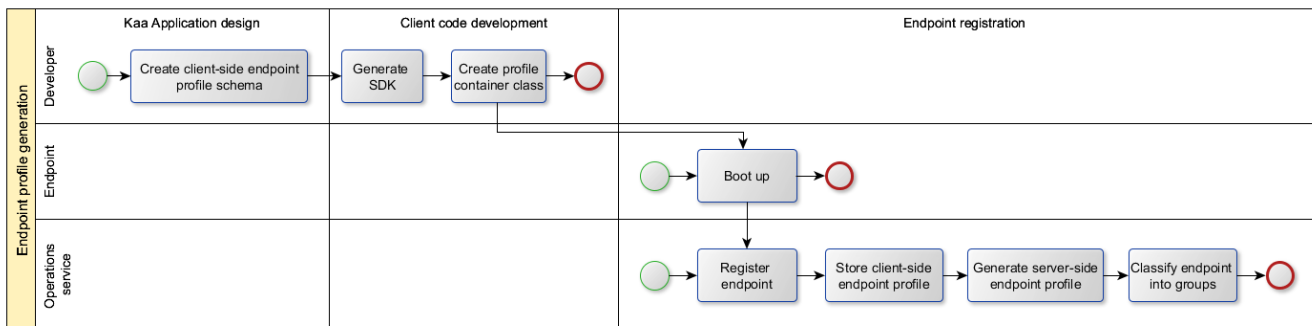 Endpoint profile generation
Kaa Application design
Client code development
Endpoint registration
Developer
Create client-side endpoint
profile schema
Generate
SDK
Create profile
container class
Endpoint
Boot up
Operations
service
Register
endpoint
Store client-side
endpoint profile
Generate server-side
endpoint profile
Classify endpoint
into groups